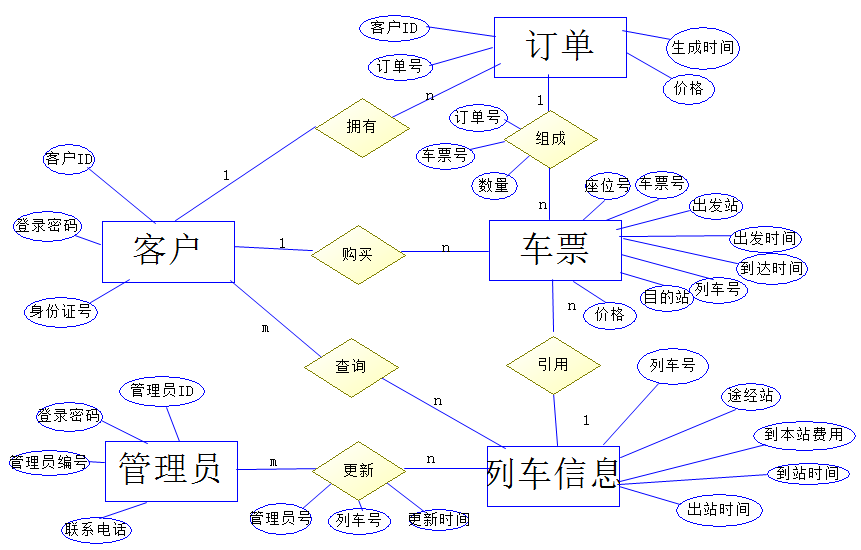 客户ID
订单
生成时间
订单号
价格
n
1
拥有
订单号
组成
车票号
数量
客户ID
1
n
座位号
车票号
出发站
登录密码
客户
1
购买
n
车票
出发时间
到达时间
列车号
目的站
身份证号
价格
n
m
查询
引用
列车号
n
1
途经站
管理员ID
登录密码
到本站费用
管理员编号
管理员
m
更新
n
列车信息
到站时间
出站时间
管理员号
列车号
更新时间
联系电话